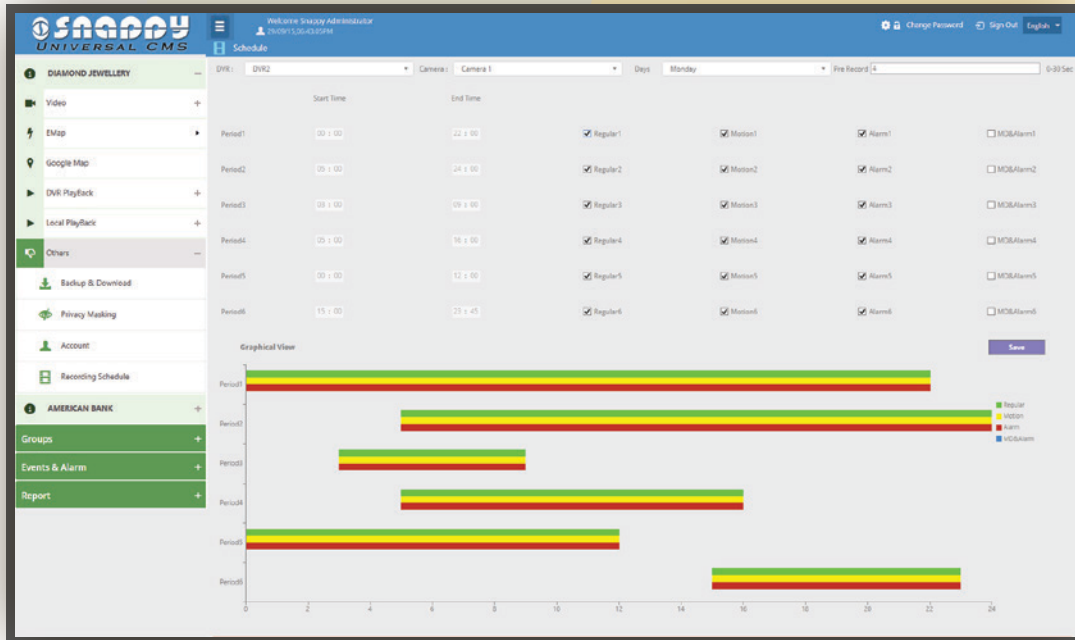 SNAPPY
UNIVERSAL CMS
Welcome Snappy Administrator
Change Password Sign Out English
Schedule
DIAMOND JEWELLERY –
Video +
EMap
Google Map
DVR PlayBack +
Local PlayBack +
Others –
Backup & Download
Privacy Masking
Account
Recording Schedule
AMERICAN BANK +
Groups +
Events & Alarm +
Report +
DVR : DVR2 Camera : Camera 1 Days Monday Pre Record 4 0-30 Sec
Start Time End Time
Period1 00 : 00 22 : 00 Regular1 Motion1 Alarm1 MD&Alarm1
Period2 05 : 00 24 : 00 Regular2 Motion2 Alarm2 MD&Alarm2
Period3 03 : 00 09 : 00 Regular3 Motion3 Alarm3 MD&Alarm3
Period4 05 : 00 16 : 00 Regular4 Motion4 Alarm4 MD&Alarm4
Period5 00 : 00 12 : 00 Regular5 Motion5 Alarm5 MD&Alarm5
Period6 15 : 00 23 : 45 Regular6 Motion6 Alarm6 MD&Alarm6
Graphical View Save
Period1
Period2
Period3
Period4
Period5
Period6
Regular
Motion
Alarm
MD&Alarm
0 2 4 6 8 10 12 14 16 18 20 22 24